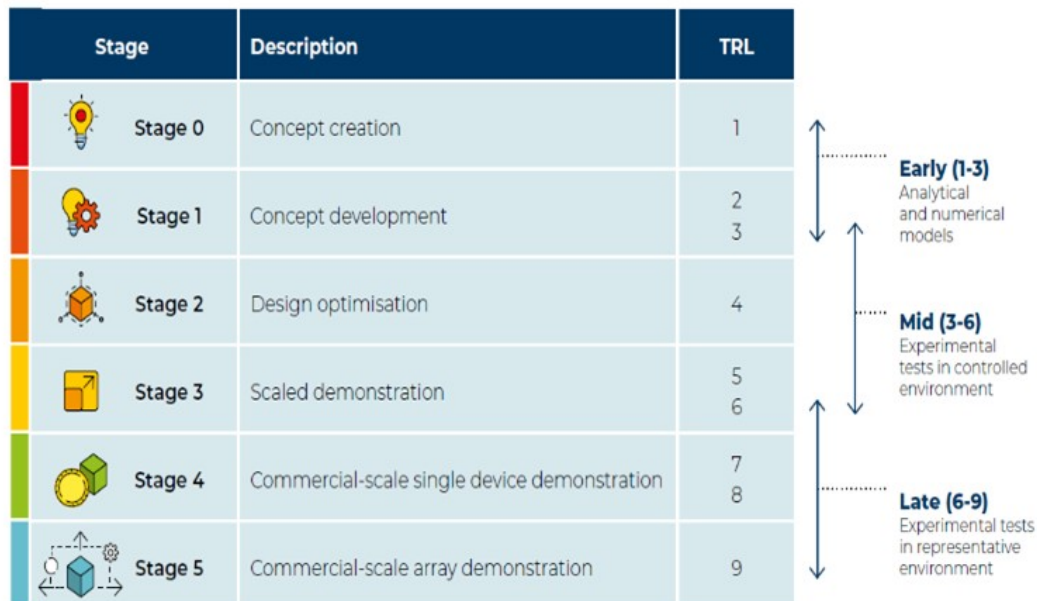 Stage Description TRL
Stage 0 Concept creation 1
Early (1-3)
Analytical
and numerical
models
Stage 1 Concept development 2
3
Stage 2 Design optimisation 4
Mid (3-6)
Experimental
tests in controlled
environment
Stage 3 Scaled demonstration 5
6
Stage 4 Commercial-scale single device demonstration 7
8
Late (6-9)
Experimental tests
in representative
environment
Stage 5 Commercial-scale array demonstration 9